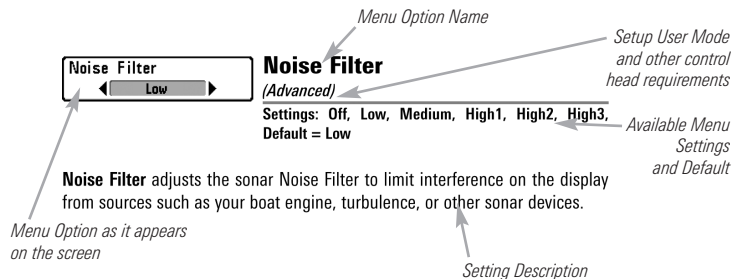 Menu Option Name
Setup User Mode
and other control
head requirements
Noise Filter
Low
Noise Filter
(Advanced)
Settings: Off, Low, Medium, High1, High2, High3,
Default = Low
Available Menu
Settings
and Default
Noise Filter adjusts the sonar Noise Filter to limit interference on the display
from sources such as your boat engine, turbulence, or other sonar devices.
Menu Option as it appears
on the screen
Setting Description